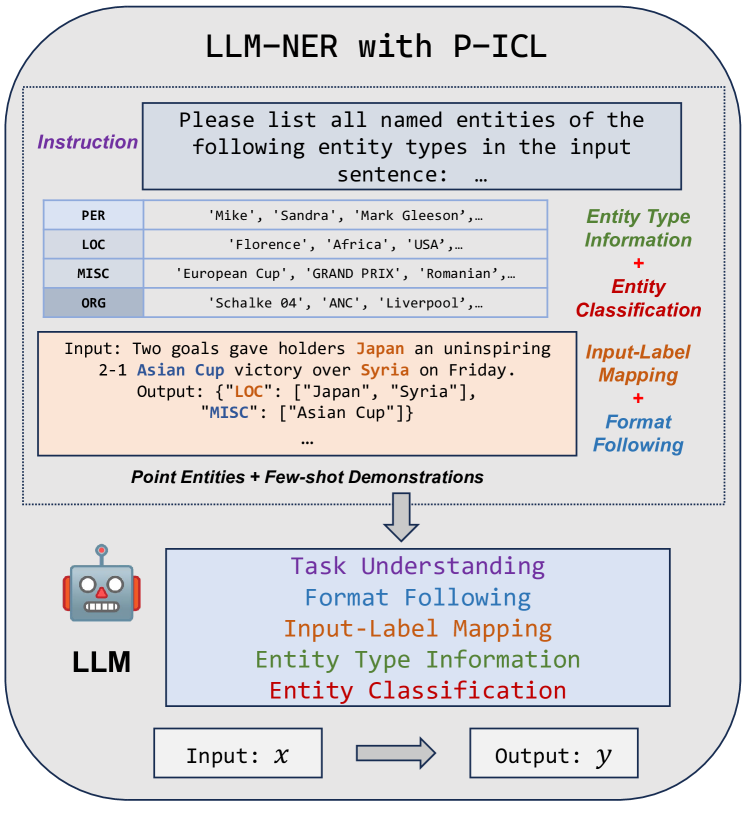 LLM-NER with P-ICL
Instruction
Please list all named entities of the
following entity types in the input
sentence: …
PER 'Mike', 'Sandra', 'Mark Gleeson’,…
LOC 'Florence', 'Africa', 'USA’,…
MISC 'European Cup', 'GRAND PRIX', 'Romanian’,…
ORG 'Schalke 04', 'ANC', 'Liverpool’,…
Entity Type
Information
+
Entity
Classification
Input: Two goals gave holders Japan an uninspiring
2-1 Asian Cup victory over Syria on Friday.
Output: {"LOC": ["Japan", "Syria"],
"MISC": ["Asian Cup"]}
…
Input-Label
Mapping
+
Format
Following
Point Entities + Few-shot Demonstrations
LLM
Task Understanding
Format Following
Input-Label Mapping
Entity Type Information
Entity Classification
Input: x
Output: y